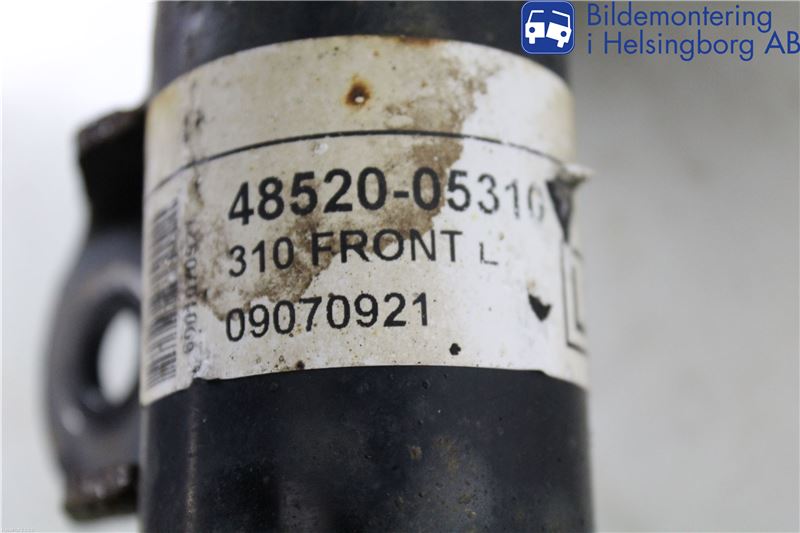 Bildemontering
i Helsingborg AB
48520-05310
310 FRONT L
09070921
L